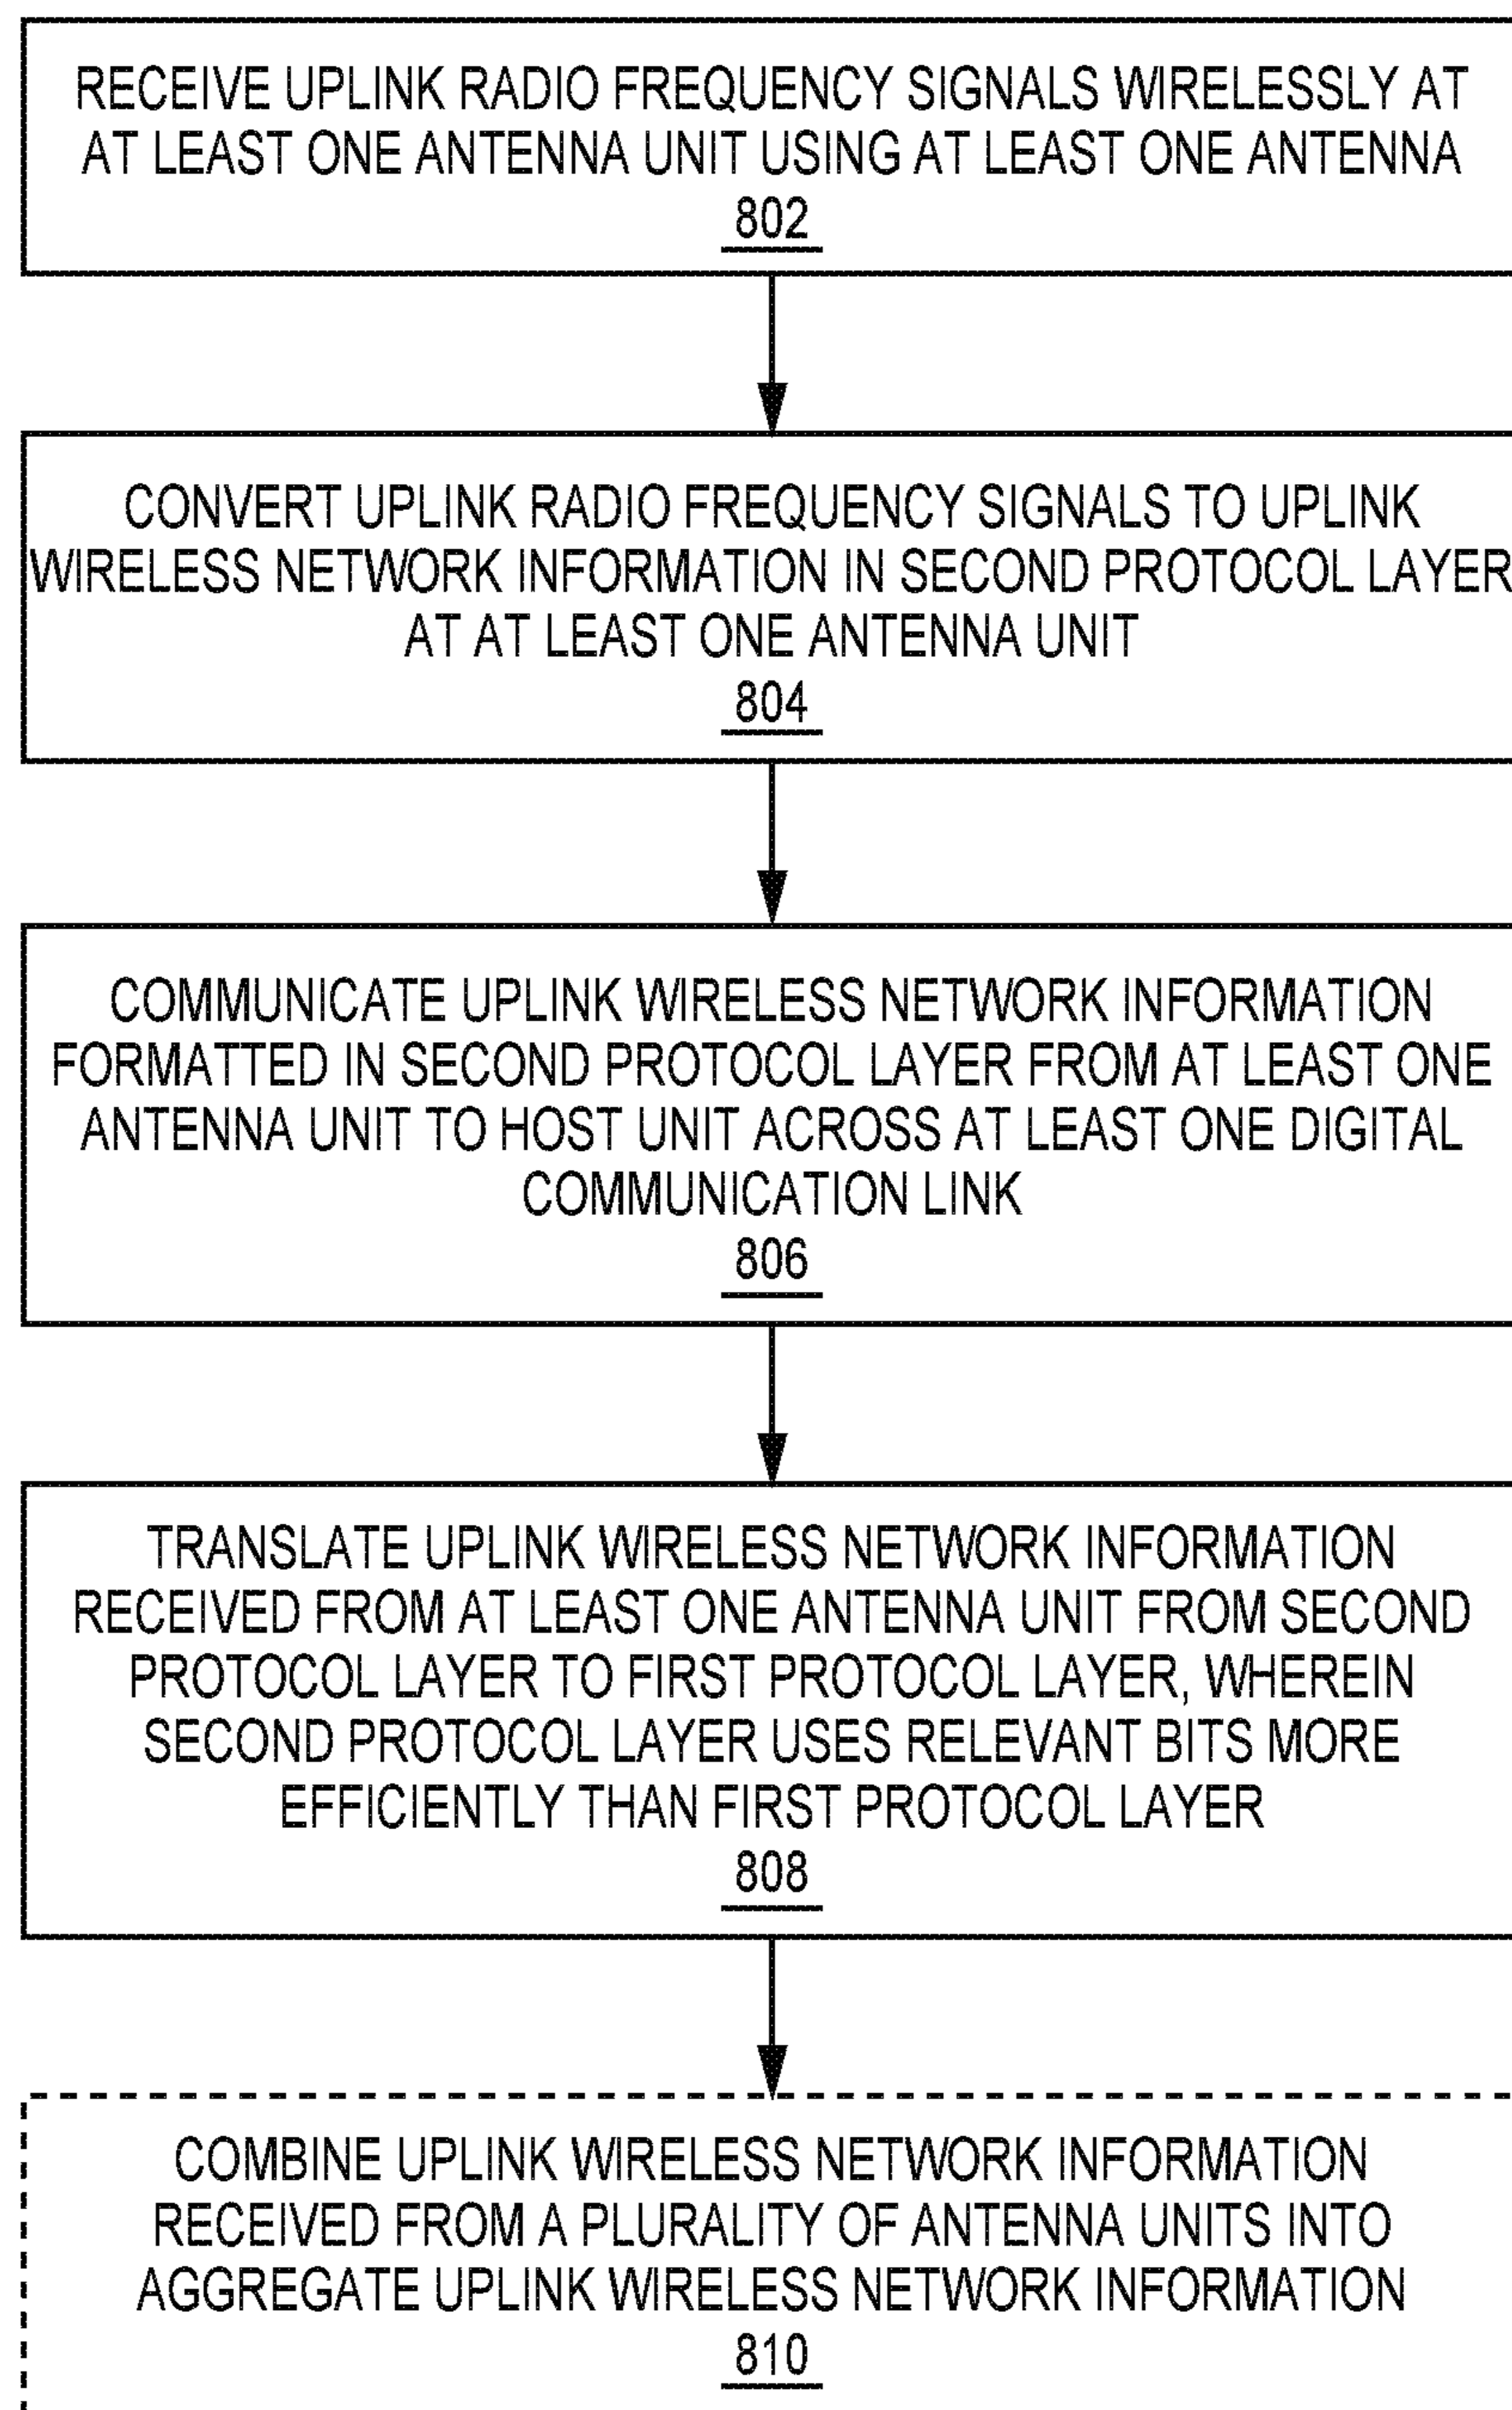 RECEIVE UPLINK RADIO FREQUENCY SIGNALS WIRELESSLY AT
AT LEAST ONE ANTENNA UNIT USING AT LEAST ONE ANTENNA
802
CONVERT UPLINK RADIO FREQUENCY SIGNALS TO UPLINK
WIRELESS NETWORK INFORMATION IN SECOND PROTOCOL LAYER
AT AT LEAST ONE ANTENNA UNIT
804
COMMUNICATE UPLINK WIRELESS NETWORK INFORMATION
FORMATTED IN SECOND PROTOCOL LAYER FROM AT LEAST ONE
ANTENNA UNIT TO HOST UNIT ACROSS AT LEAST ONE DIGITAL
COMMUNICATION LINK
806
TRANSLATE UPLINK WIRELESS NETWORK INFORMATION
RECEIVED FROM AT LEAST ONE ANTENNA UNIT FROM SECOND
PROTOCOL LAYER TO FIRST PROTOCOL LAYER, WHEREIN
SECOND PROTOCOL LAYER USES RELEVANT BITS MORE
EFFICIENTLY THAN FIRST PROTOCOL LAYER
808
COMBINE UPLINK WIRELESS NETWORK INFORMATION
RECEIVED FROM A PLURALITY OF ANTENNA UNITS INTO
AGGREGATE UPLINK WIRELESS NETWORK INFORMATION
810